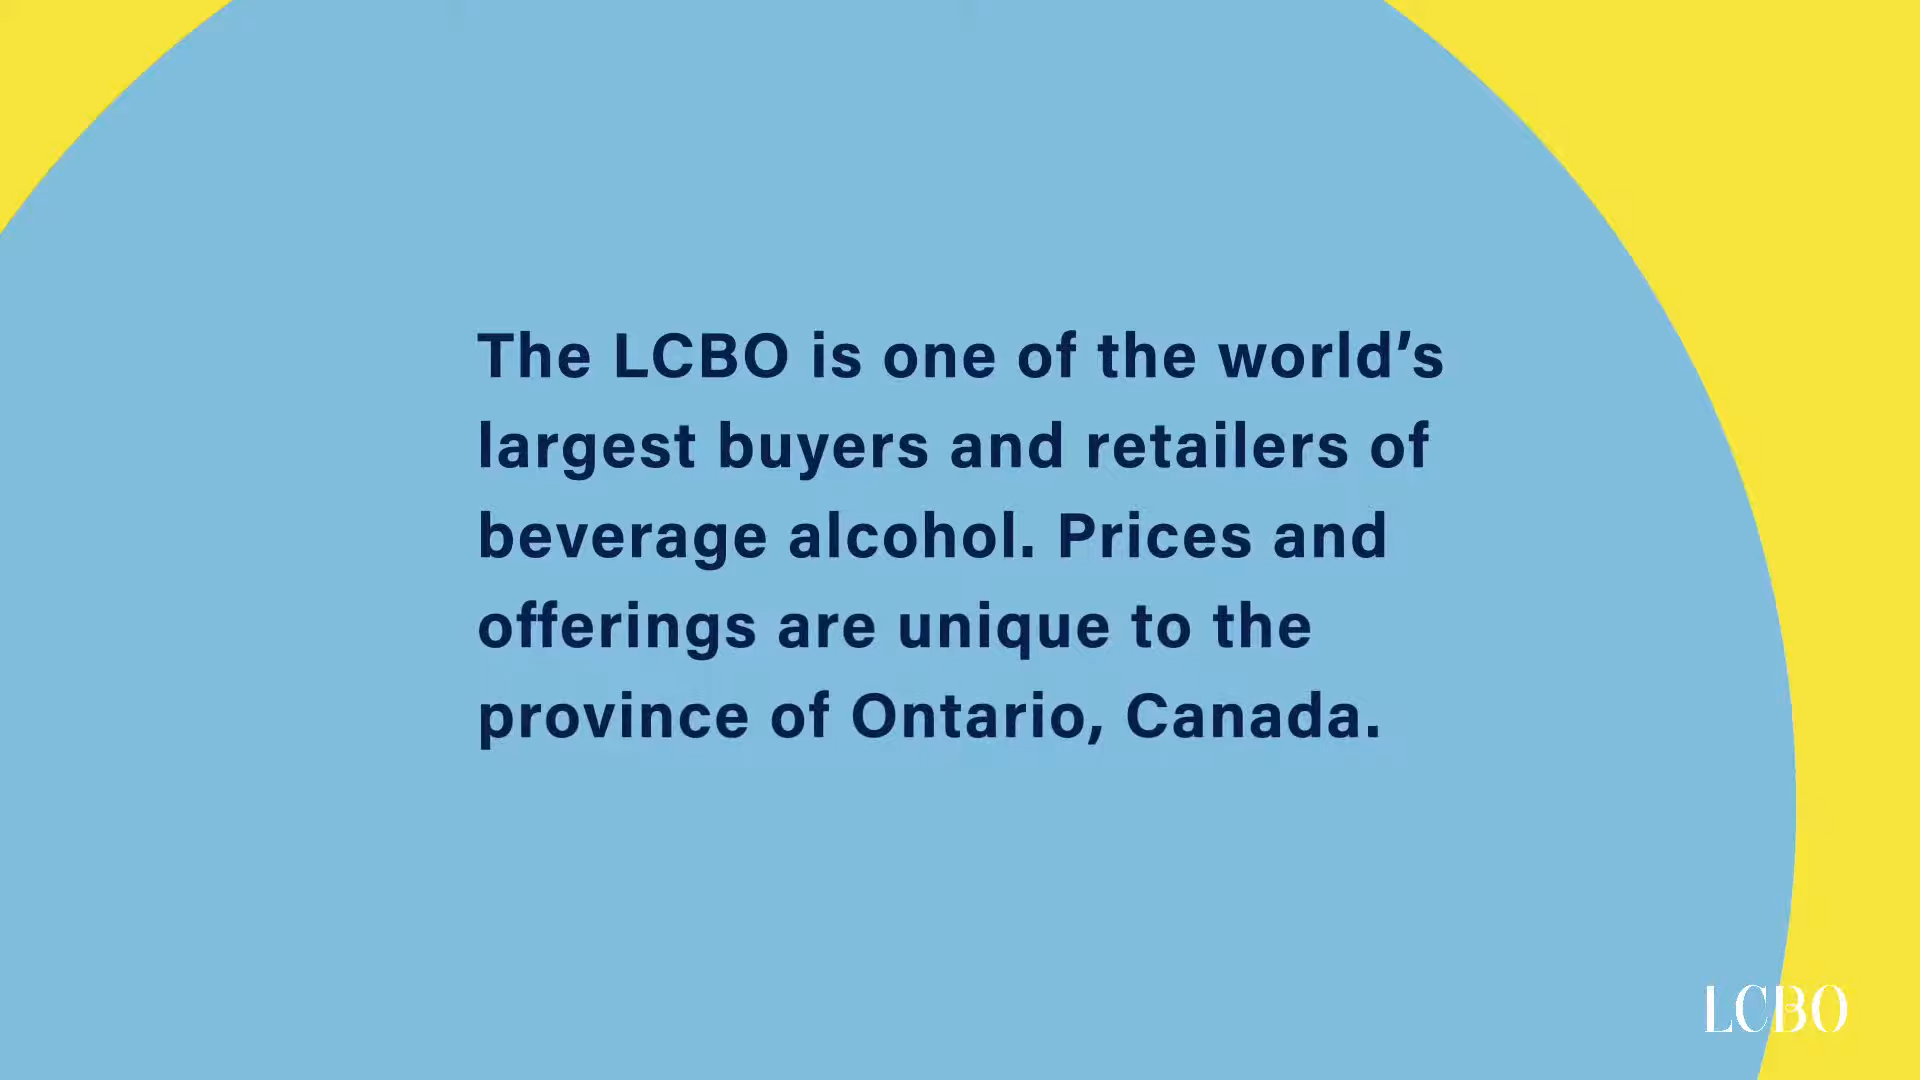 The LCBO is one of the world’s
largest buyers and retailers of
beverage alcohol. Prices and
offerings are unique to the
province of Ontario, Canada.
LCBO